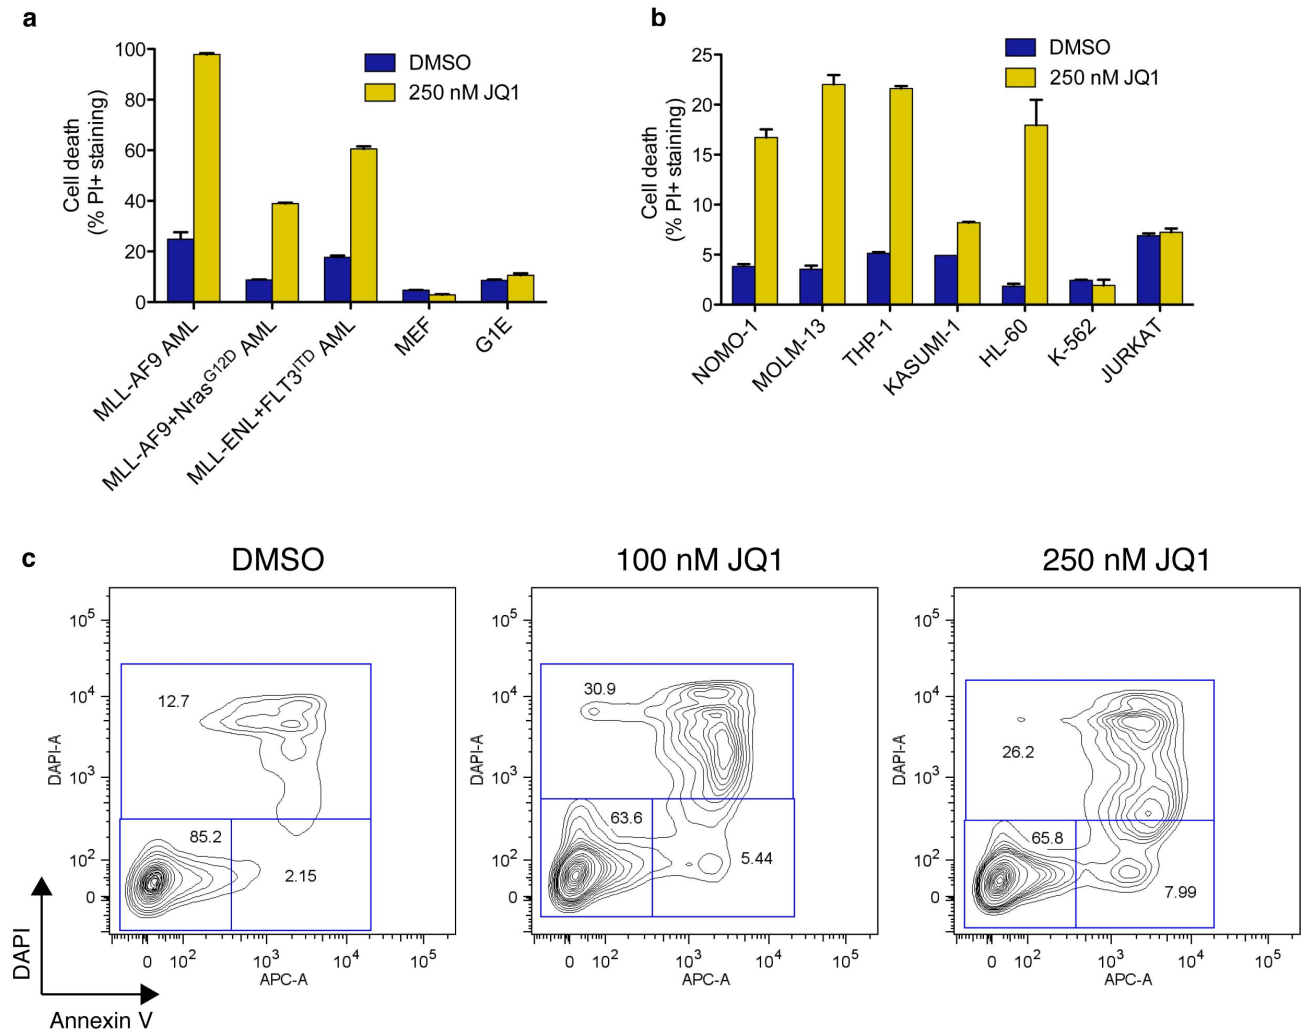 a
Cell death
(% PI+ staining)
100
80
60
40
20
0
DMSO
250 nM JQ1
MLL-AF9 AML
MLL-AF9+Nras^G12D AML
MLL-ENL+FLT3^ITD AML
MEF
G1E
b
Cell death
(% PI+ staining)
25
20
15
10
5
0
DMSO
250 nM JQ1
NOMO-1
MOLM-13
THP-1
KASUMI-1
HL-60
K-562
JURKAT
c
DMSO
DAPI-A
10^5
10^4
10^3
10^2
0
12.7
85.2
2.15
0 10^2 10^3 10^4 10^5
APC-A
100 nM JQ1
DAPI-A
10^5
10^4
10^3
10^2
0
30.9
63.6
5.44
0 10^2 10^3 10^4 10^5
APC-A
250 nM JQ1
DAPI-A
10^5
10^4
10^3
10^2
0
26.2
65.8
7.99
0 10^2 10^3 10^4 10^5
APC-A
DAPI
Annexin V